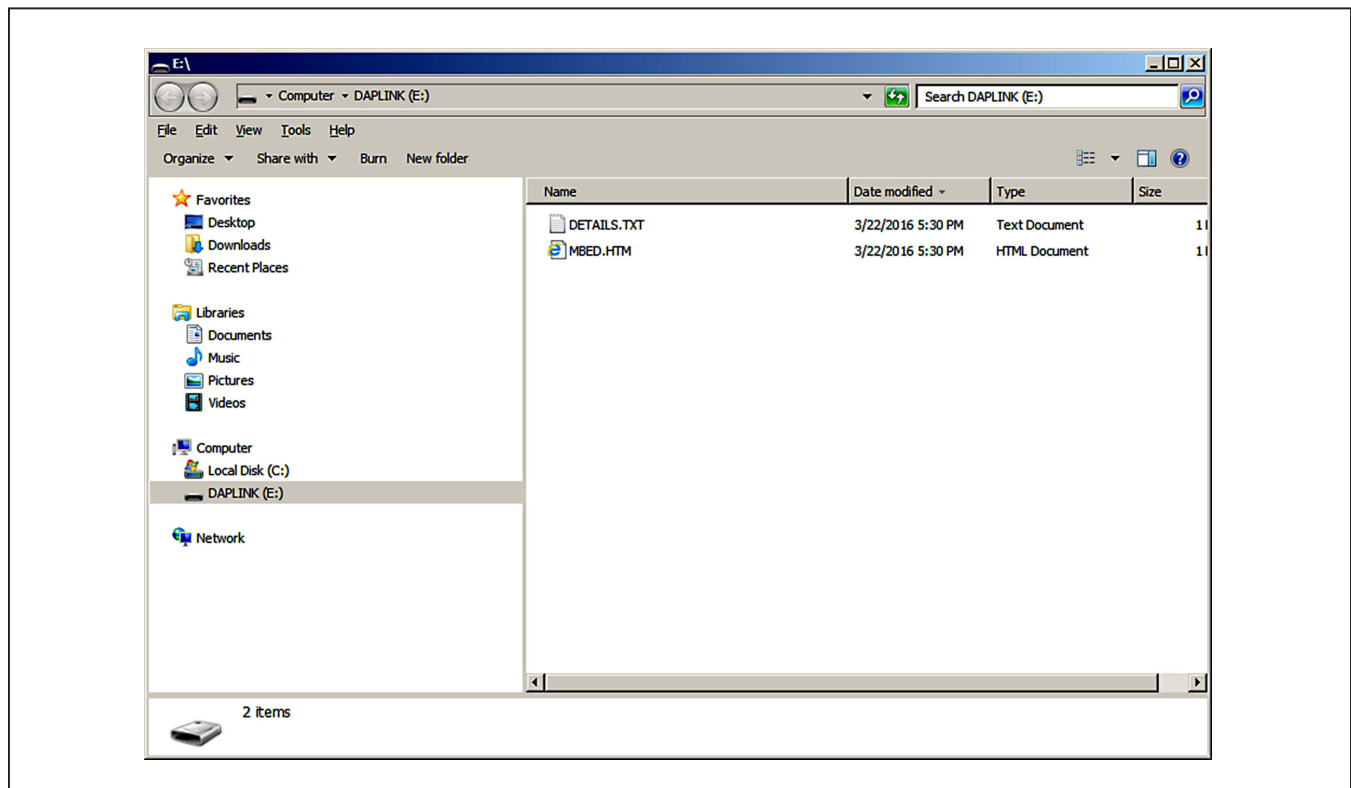 E:\
Computer DAPLINK (E:)
Search DAPLINK (E:)
File Edit View Tools Help
Organize Share with Burn New folder
Favorites
Desktop
Downloads
Recent Places
Libraries
Documents
Music
Pictures
Videos
Computer
Local Disk (C:)
DAPLINK (E:)
Network
Name Date modified Type Size
DETAILS.TXT 3/22/2016 5:30 PM Text Document 1
MBED.HTM 3/22/2016 5:30 PM HTML Document 1
2 items